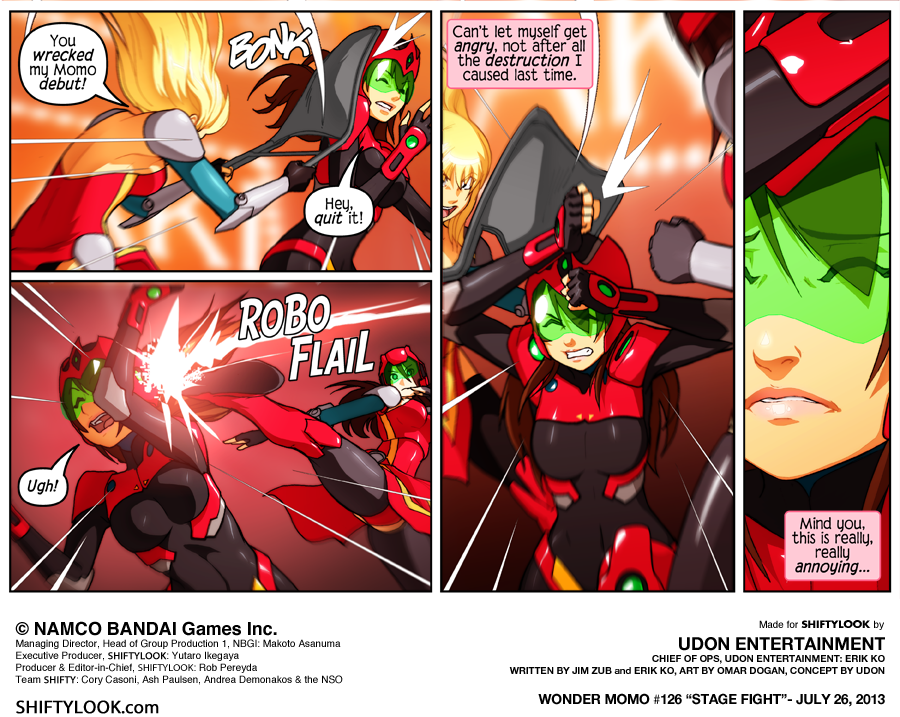 You
wrecked
my Momo
debut!
BONK
Hey,
quit it!
ROBO
FLAIL
Ugh!
Can't let myself get
angry, not after all
the destruction I
caused last time.
Mind you,
this is really,
really
annoying...
© NAMCO BANDAI Games Inc.
Managing Director, Head of Group Production 1, NBGI: Makoto Asanuma
Executive Producer, SHIFTYLOOK: Yutaro Ikegaya
Producer & Editor-in-Chief, SHIFTYLOOK: Rob Pereyda
Team SHIFTY: Cory Casoni, Ash Paulsen, Andrea Demonakos & the NSO
SHIFTYLOOK.com
Made for SHIFTYLOOK by
UDON ENTERTAINMENT
CHIEF OF OPS, UDON ENTERTAINMENT: ERIK KO
WRITTEN BY JIM ZUB and ERIK KO, ART BY OMAR DOGAN, CONCEPT BY UDON
WONDER MOMO #126 “STAGE FIGHT”- JULY 26, 2013